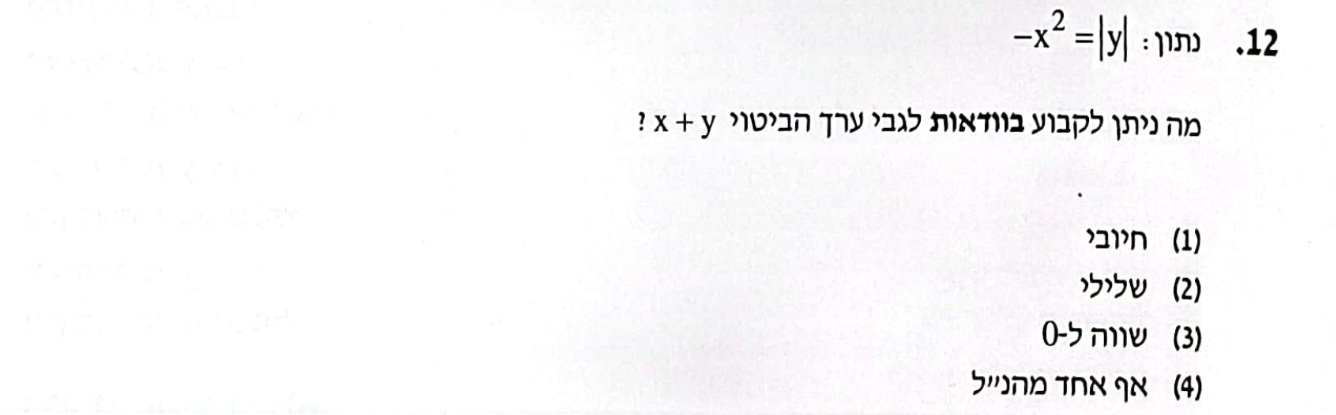 12. נתון: -x² = |y|
מה ניתן לקבוע בוודאות לגבי ערך הביטוי x + y ?
(1) חיובי
(2) שלילי
(3) שווה ל-0
(4) אף אחד מהנ״ל